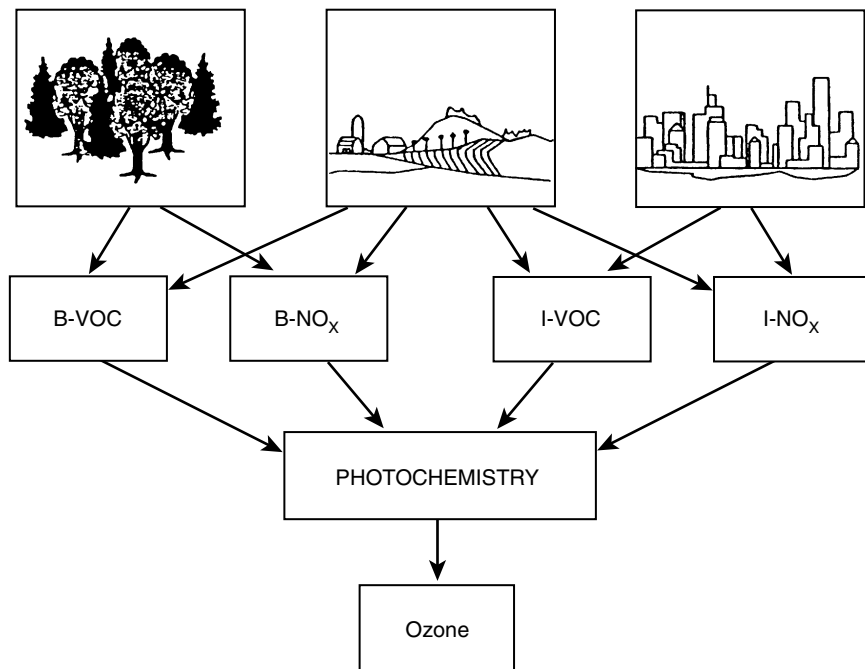 B-VOC
B-NOX
I-VOC
I-NOX
PHOTOCHEMISTRY
Ozone